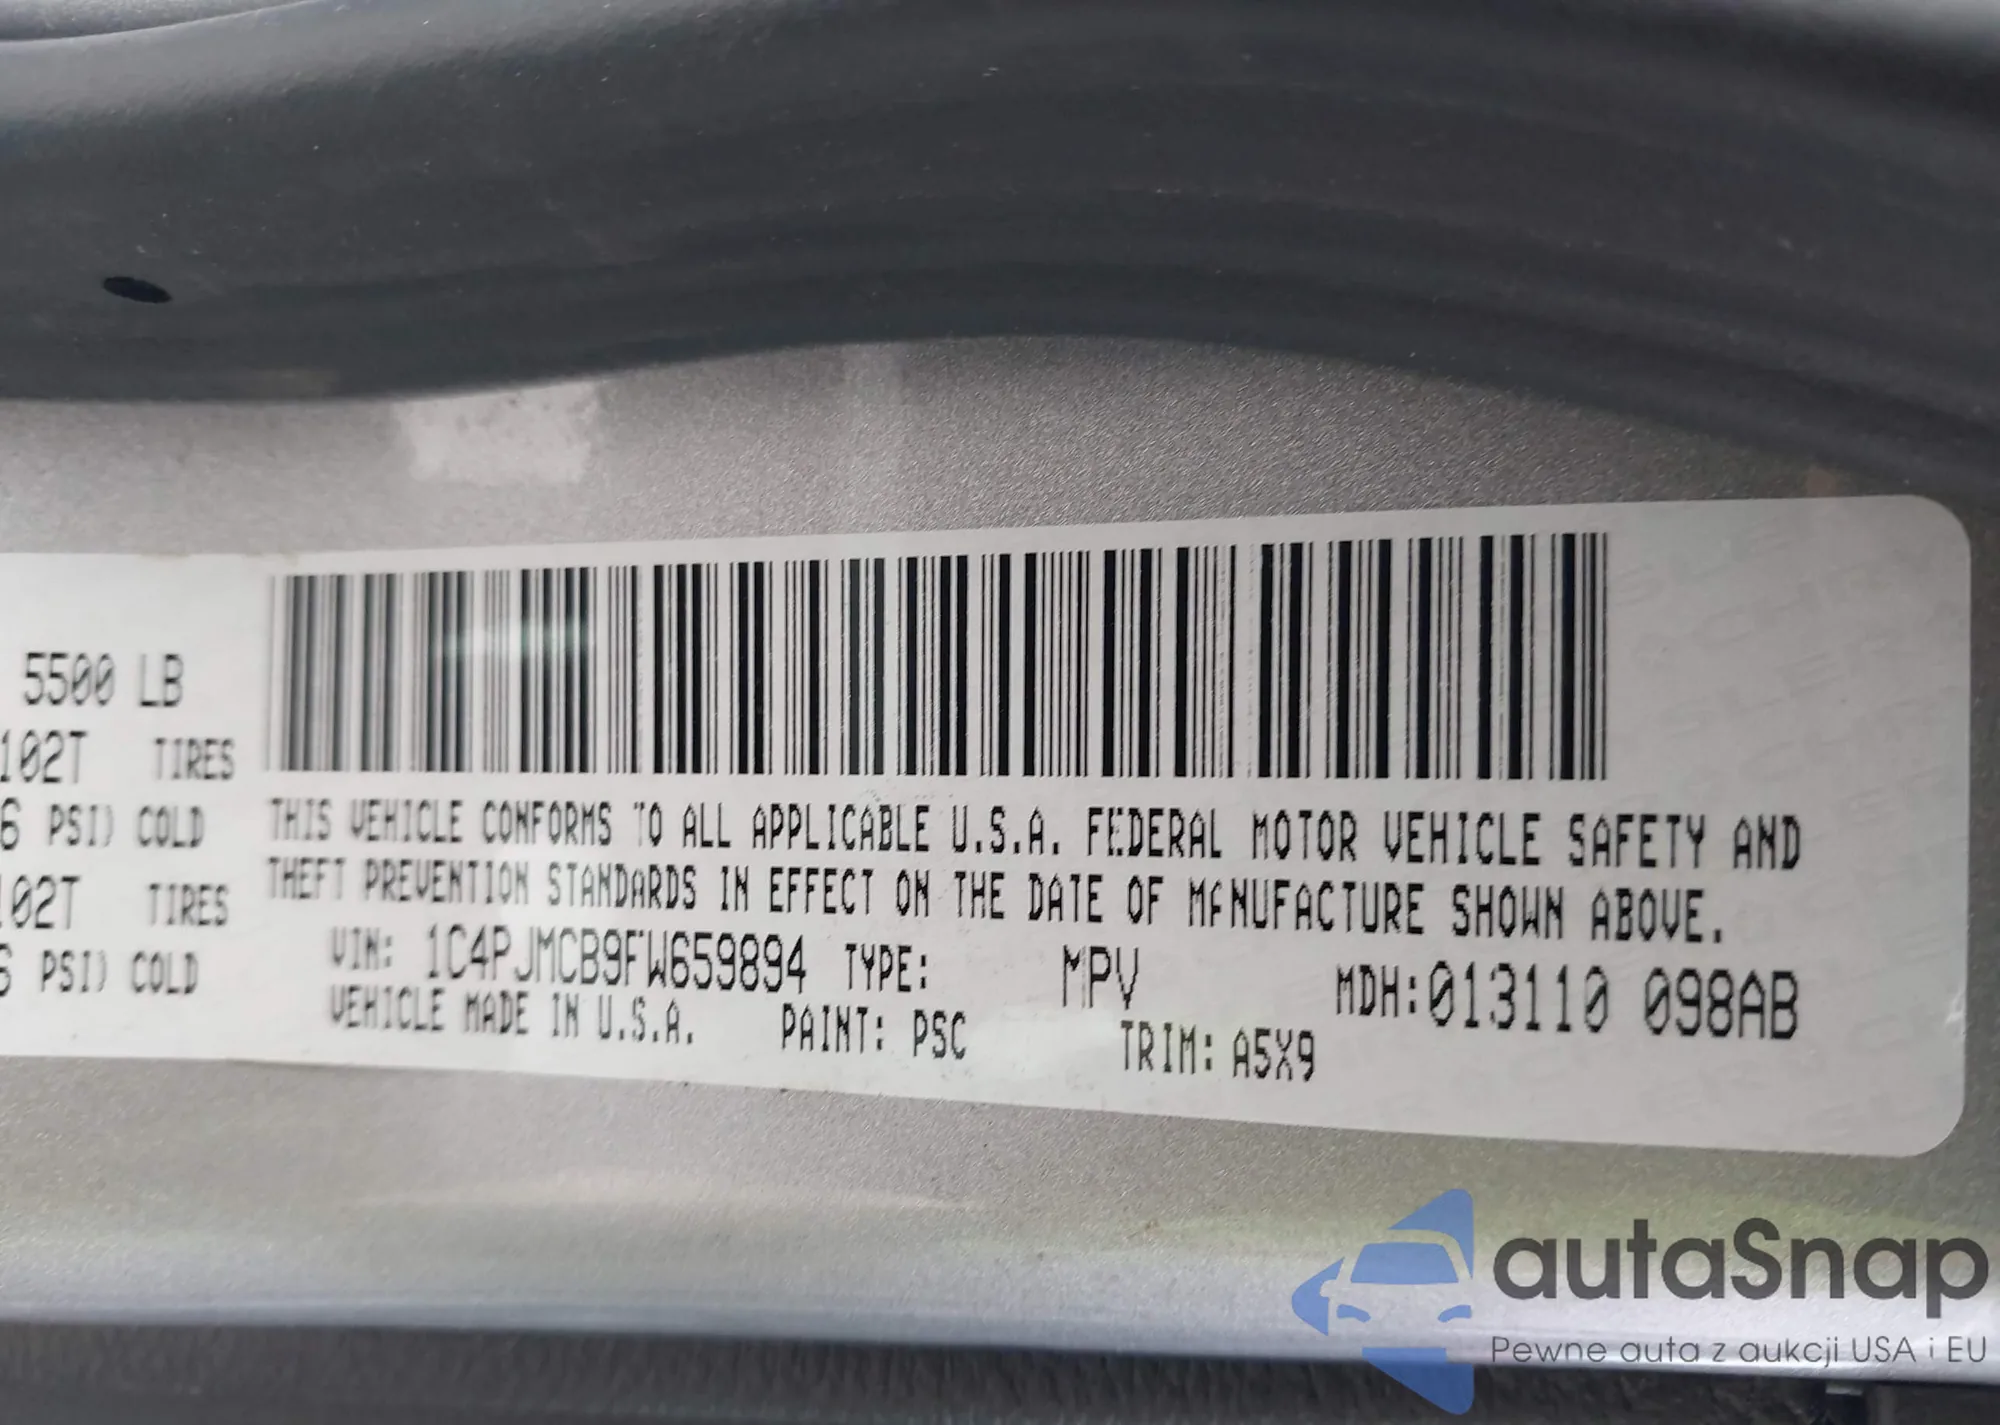 5500 LB
102T TIRES
6 PSI) COLD
102T TIRES
6 PSI) COLD
THIS VEHICLE CONFORMS TO ALL APPLICABLE U.S.A. FEDERAL MOTOR VEHICLE SAFETY AND
THEFT PREVENTION STANDARDS IN EFFECT ON THE DATE OF MANUFACTURE SHOWN ABOVE.
VIN: 1C4PJMCB9FW659894 TYPE: MPV MDH:013110 098AB
VEHICLE MADE IN U.S.A. PAINT: PSC TRIM: A5X9
autaSnap
Pewne auta z aukcji USA i EU